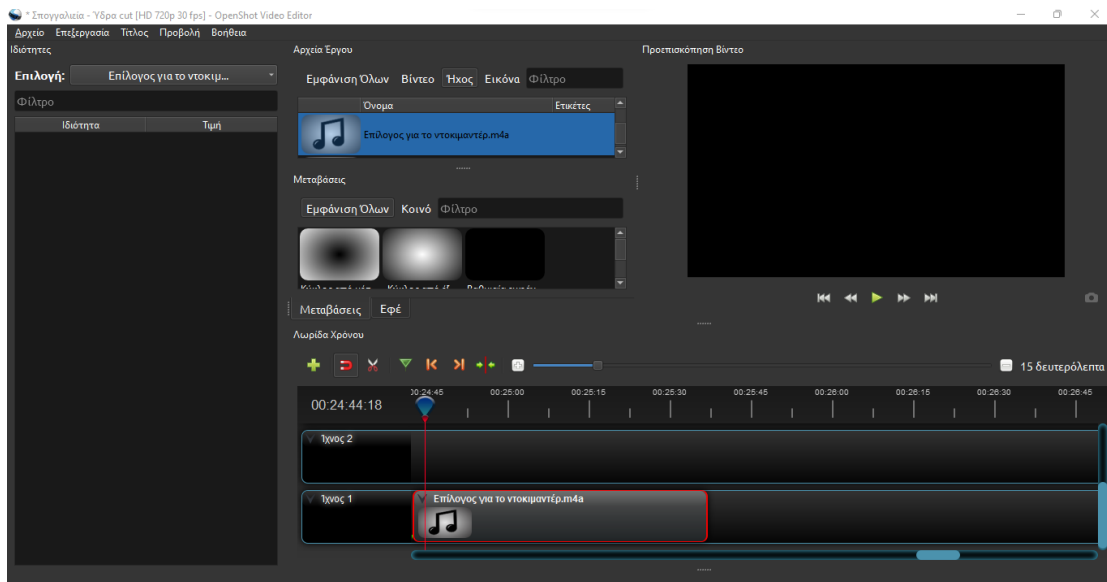 * Σπογγαλιεία - Ύδρα cut [HD 720p 30 fps] - OpenShot Video Editor
Αρχείο Επεξεργασία Τίτλος Προβολή Βοήθεια
Ιδιότητες
Επιλογή: Επίλογος για το ντοκιμ...
Φίλτρο
Ιδιότητα Τιμή
Αρχεία Έργου
Εμφάνιση Όλων Βίντεο Ήχος Εικόνα Φίλτρο
Όνομα Ετικέτες
Επίλογος για το ντοκιμαντέρ.m4a
Μεταβάσεις
Εμφάνιση Όλων Κοινό Φίλτρο
Μεταβάσεις Εφέ
Προεπισκόπηση Βίντεο
Λωρίδα Χρόνου
15 δευτερόλεπτα
00:24:44:18
00:24:45 00:25:00 00:25:15 00:25:30 00:25:45 00:26:00 00:26:15 00:26:30 00:26:45
Ίχνος 2
Ίχνος 1
Επίλογος για το ντοκιμαντέρ.m4a